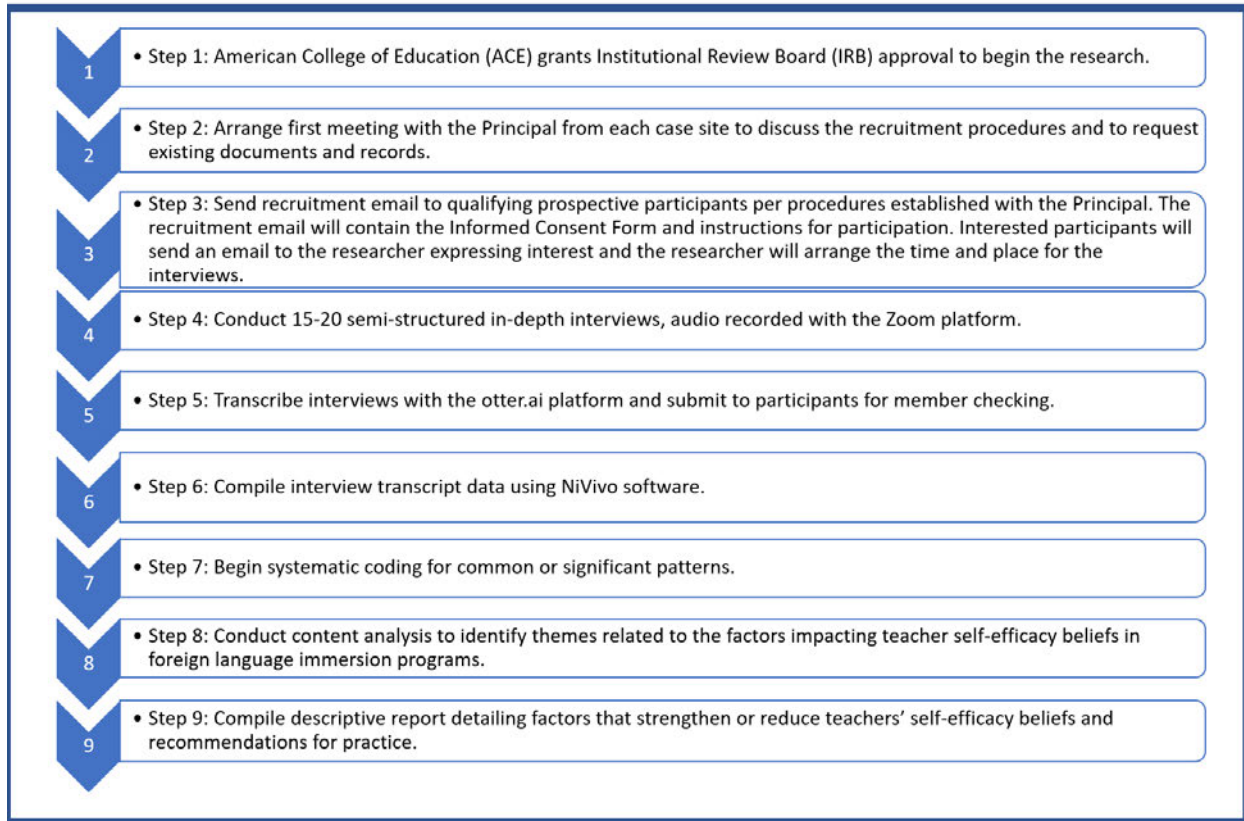 1
• Step 1: American College of Education (ACE) grants Institutional Review Board (IRB) approval to begin the research.
2
• Step 2: Arrange first meeting with the Principal from each case site to discuss the recruitment procedures and to request
existing documents and records.
3
• Step 3: Send recruitment email to qualifying prospective participants per procedures established with the Principal. The
recruitment email will contain the Informed Consent Form and instructions for participation. Interested participants will
send an email to the researcher expressing interest and the researcher will arrange the time and place for the
interviews.
4
• Step 4: Conduct 15-20 semi-structured in-depth interviews, audio recorded with the Zoom platform.
5
• Step 5: Transcribe interviews with the otter.ai platform and submit to participants for member checking.
6
• Step 6: Compile interview transcript data using NiVivo software.
7
• Step 7: Begin systematic coding for common or significant patterns.
8
• Step 8: Conduct content analysis to identify themes related to the factors impacting teacher self-efficacy beliefs in
foreign language immersion programs.
9
• Step 9: Compile descriptive report detailing factors that strengthen or reduce teachers’ self-efficacy beliefs and
recommendations for practice.